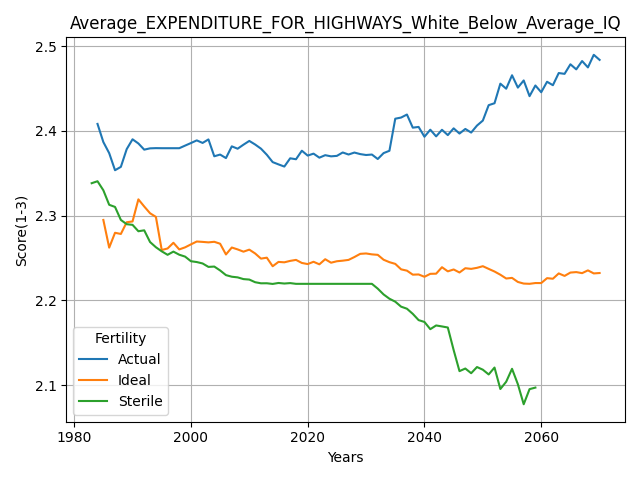 Average_EXPENDITURE_FOR_HIGHWAYS_White_Below_Average_IQ
2.5
2.4
2.3
2.2
2.1
Score(1-3)
Fertility
Actual
Ideal
Sterile
1980 2000 2020 2040 2060
Years